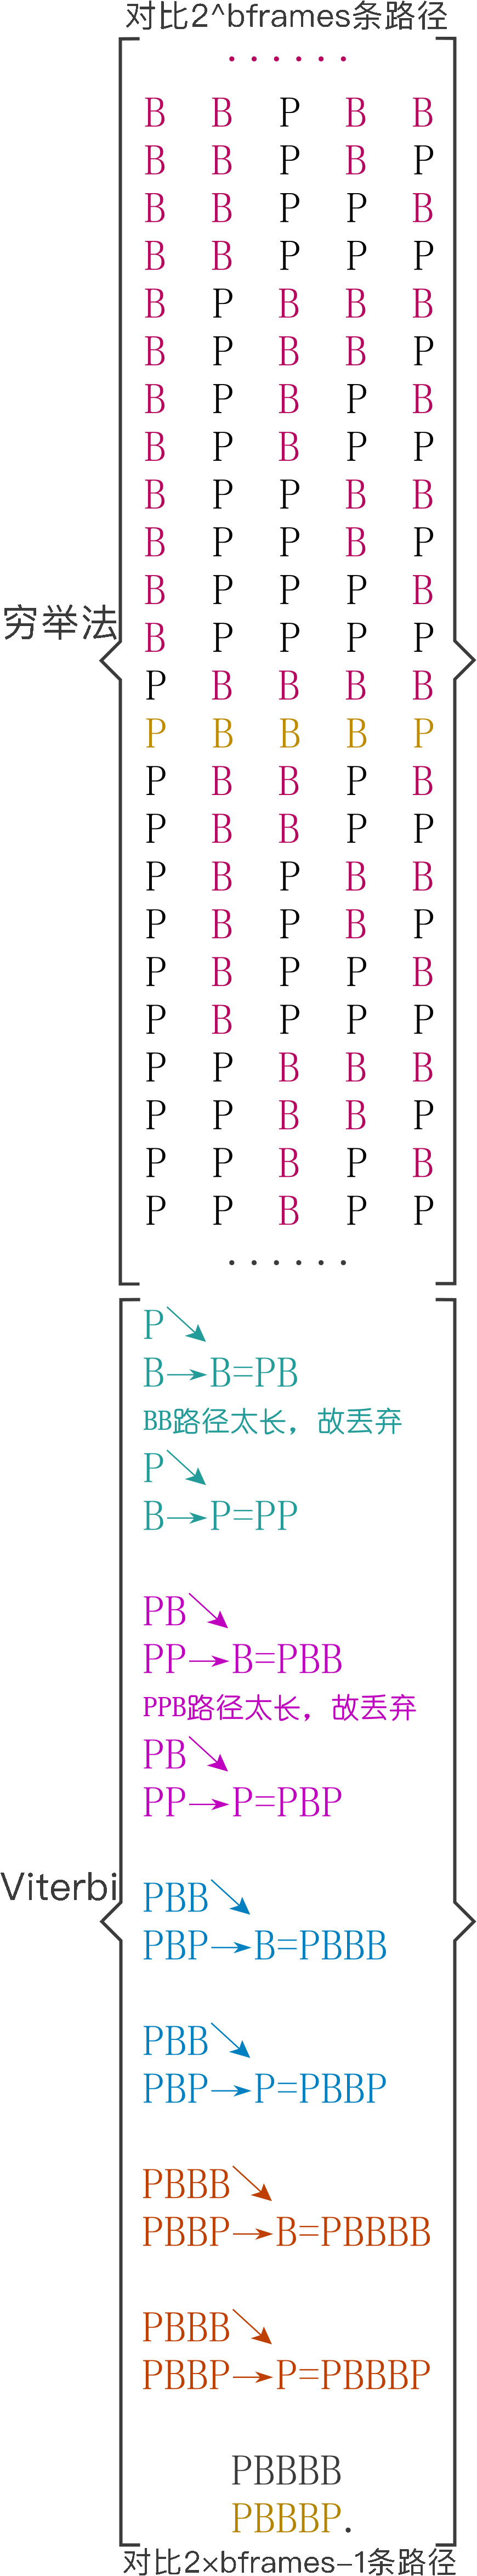 对比2^bframes条路径
······
B B P B B
B B P B P
B B P P B
B B P P P
B P B B B
B P B B P
B P B P B
B P B P P
B P P B B
B P P B P
B P P P B
B P P P P
穷举法
P B B B B
P B B B P
P B B P B
P B B P P
P B P B B
P B P B P
P B P P B
P B P P P
P P B B B
P P B B P
P P B P B
P P B P P
······
P↘
B→B=PB
BB路径太长，故丢弃
P↘
B→P=PP
PB↘
PP→B=PBB
PPB路径太长，故丢弃
PB↘
PP→P=PBP
Viterbi
PBB↘
PBP→B=PBBB
PBB↘
PBP→P=PBBP
PBBB↘
PBBP→B=PBBBB
PBBB↘
PBBP→P=PBBBP
PBBBB
PBBBP.
对比2×bframes-1条路径